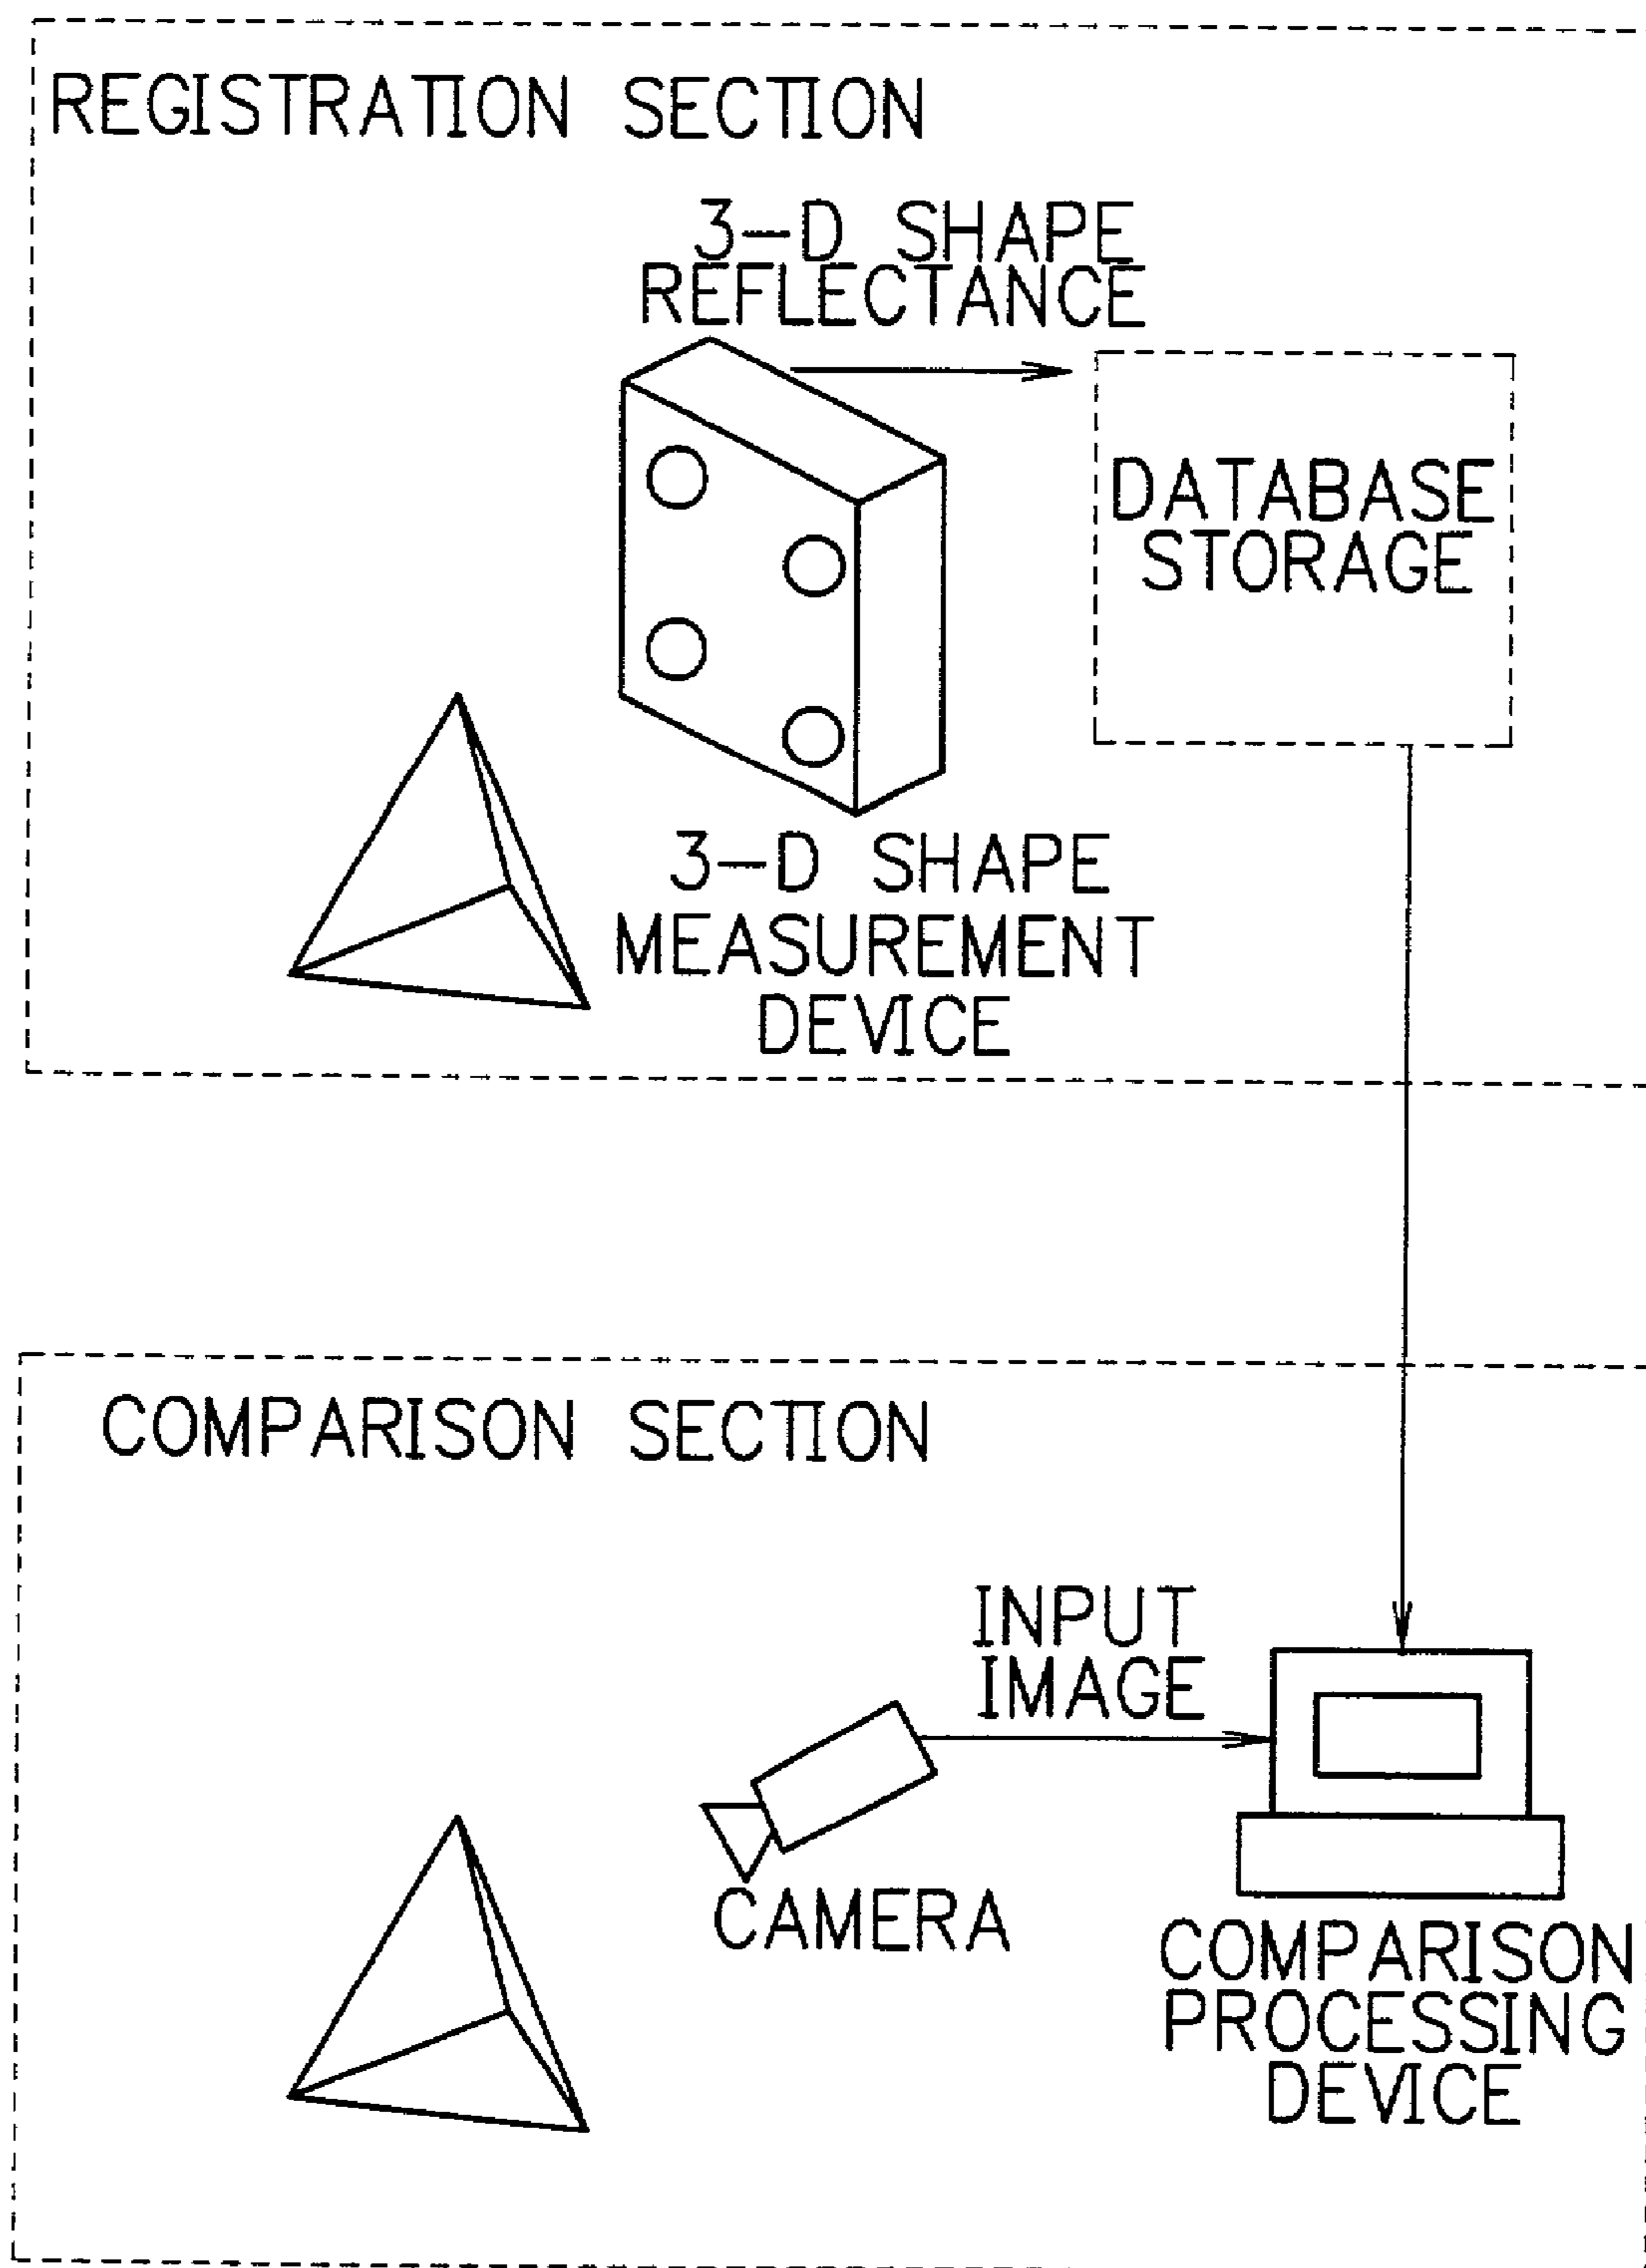 REGISTRATION SECTION
3-D SHAPE
REFLECTANCE
DATABASE
STORAGE
3-D SHAPE
MEASUREMENT
DEVICE
COMPARISON SECTION
INPUT
IMAGE
CAMERA
COMPARISON
PROCESSING
DEVICE